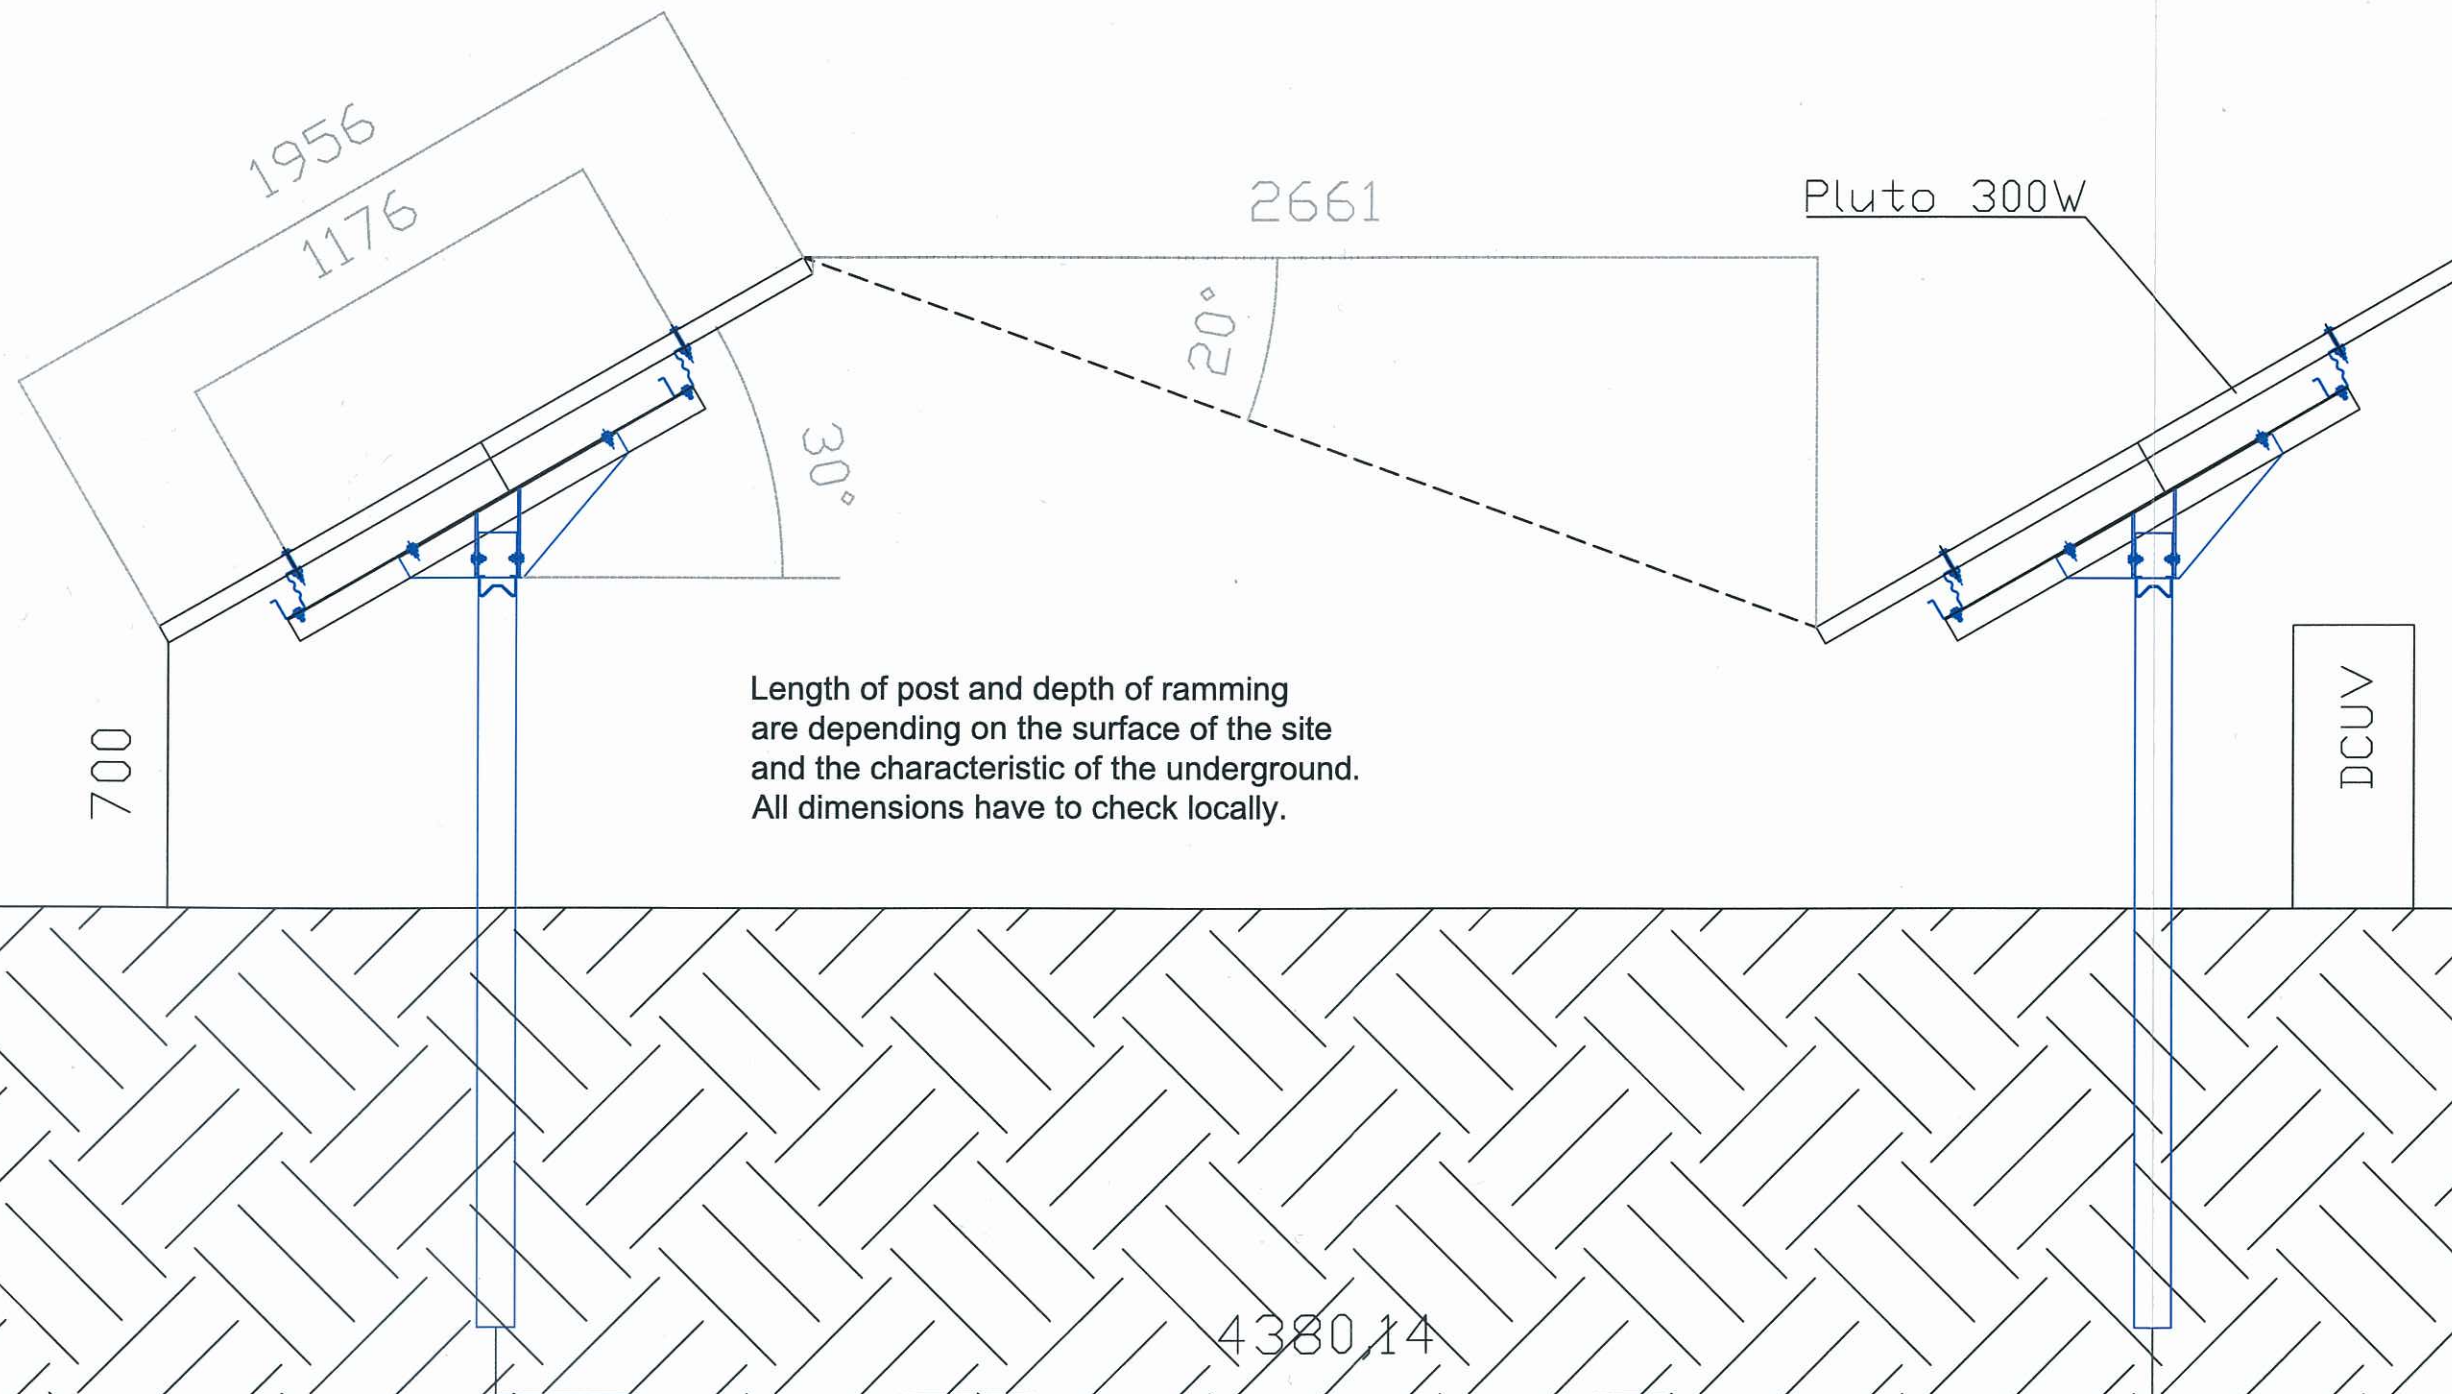 1956
1176
2661
Pluto 300W
20°
30°
Length of post and depth of ramming
are depending on the surface of the site
and the characteristic of the underground.
All dimensions have to check locally.
700
DCUV
4380,14